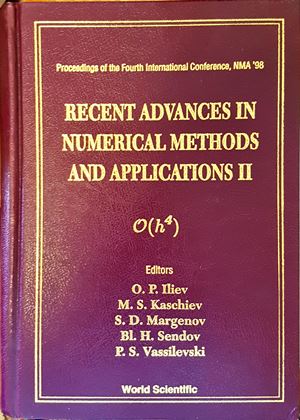 Proceedings of the Fourth International Conference, NMA '98
RECENT ADVANCES IN
NUMERICAL METHODS
AND APPLICATIONS II
O(h⁴)
Editors
O. P. Iliev
M. S. Kaschiev
S. D. Margenov
Bl. H. Sendov
P. S. Vassilevski
World Scientific